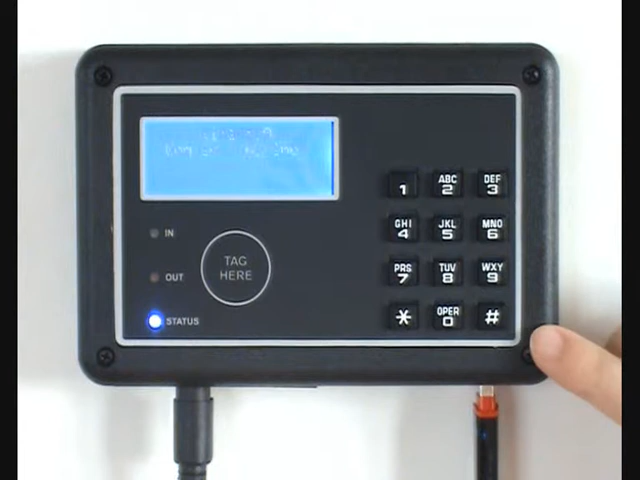 IN
OUT
STATUS
TAG
HERE
1
ABC
2
DEF
3
GHI
4
JKL
5
MNO
6
PRS
7
TUV
8
WXY
9
*
OPER
0
#